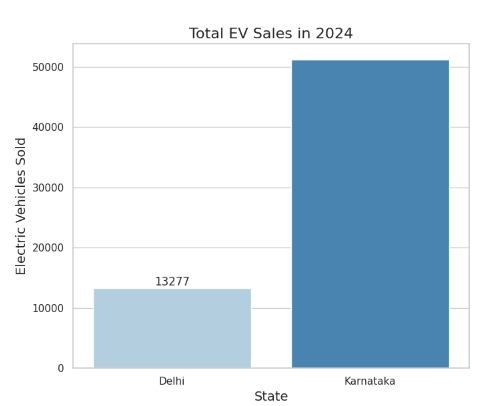 Total EV Sales in 2024
Electric Vehicles Sold
50000
40000
30000
20000
10000
0
13277
Delhi
Karnataka
State